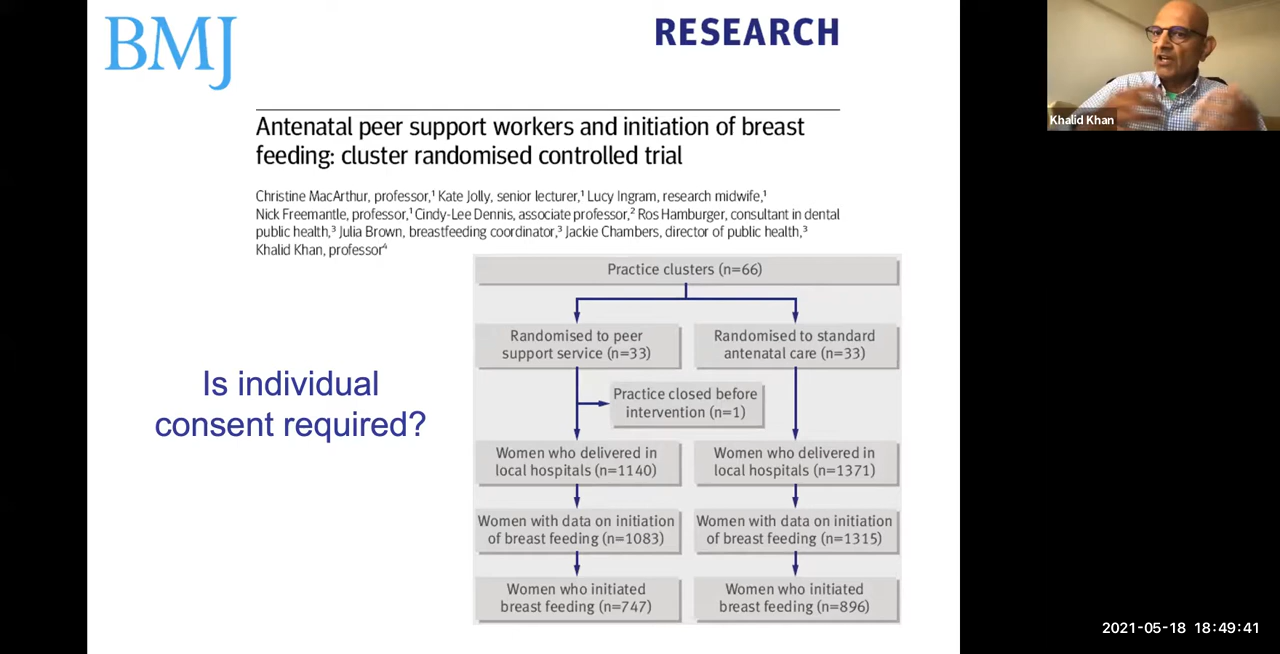 BMJ
RESEARCH
Antenatal peer support workers and initiation of breast
feeding: cluster randomised controlled trial
Christine MacArthur, professor,¹ Kate Jolly, senior lecturer,¹ Lucy Ingram, research midwife,¹
Nick Freemantle, professor,¹ Cindy-Lee Dennis, associate professor,² Ros Hamburger, consultant in dental
public health,³ Julia Brown, breastfeeding coordinator,³ Jackie Chambers, director of public health,³
Khalid Khan, professor⁴
Is individual
consent required?
Practice clusters (n=66)
Randomised to peer
support service (n=33)
Randomised to standard
antenatal care (n=33)
Practice closed before
intervention (n=1)
Women who delivered in
local hospitals (n=1140)
Women who delivered in
local hospitals (n=1371)
Women with data on initiation
of breast feeding (n=1083)
Women with data on initiation
of breast feeding (n=1315)
Women who initiated
breast feeding (n=747)
Women who initiated
breast feeding (n=896)
Khalid Khan
2021-05-18 18:49:41